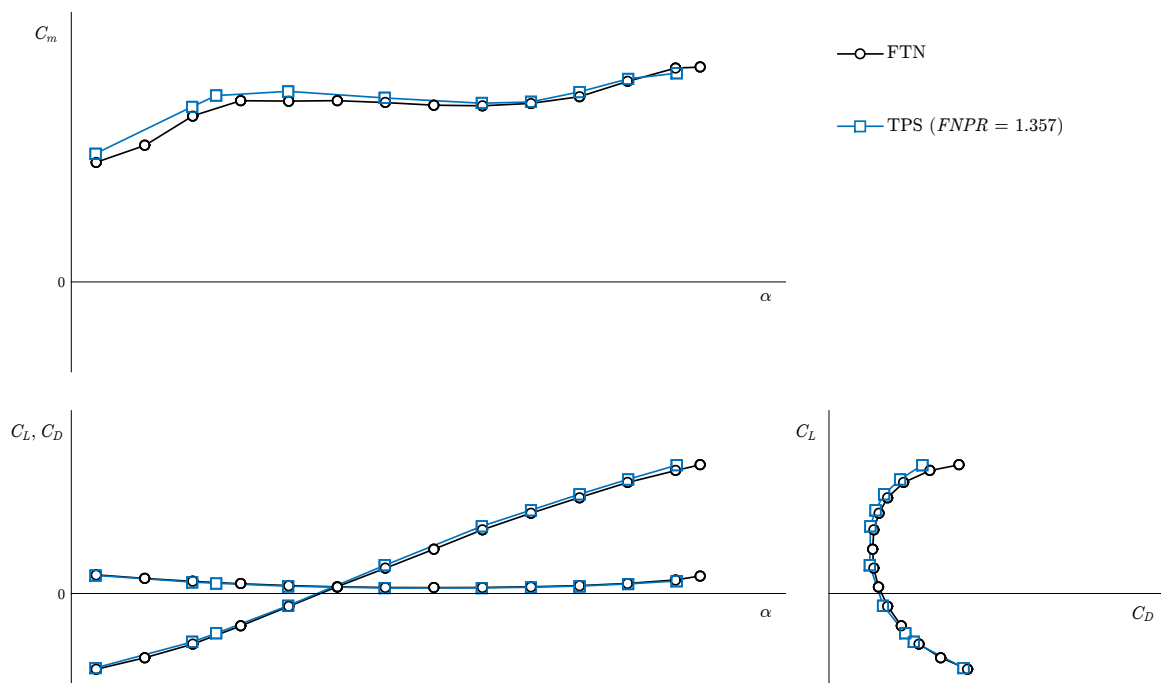 C_m
FTN
TPS (FNPR = 1.357)
0
α
C_L, C_D
C_L
0
α
C_D